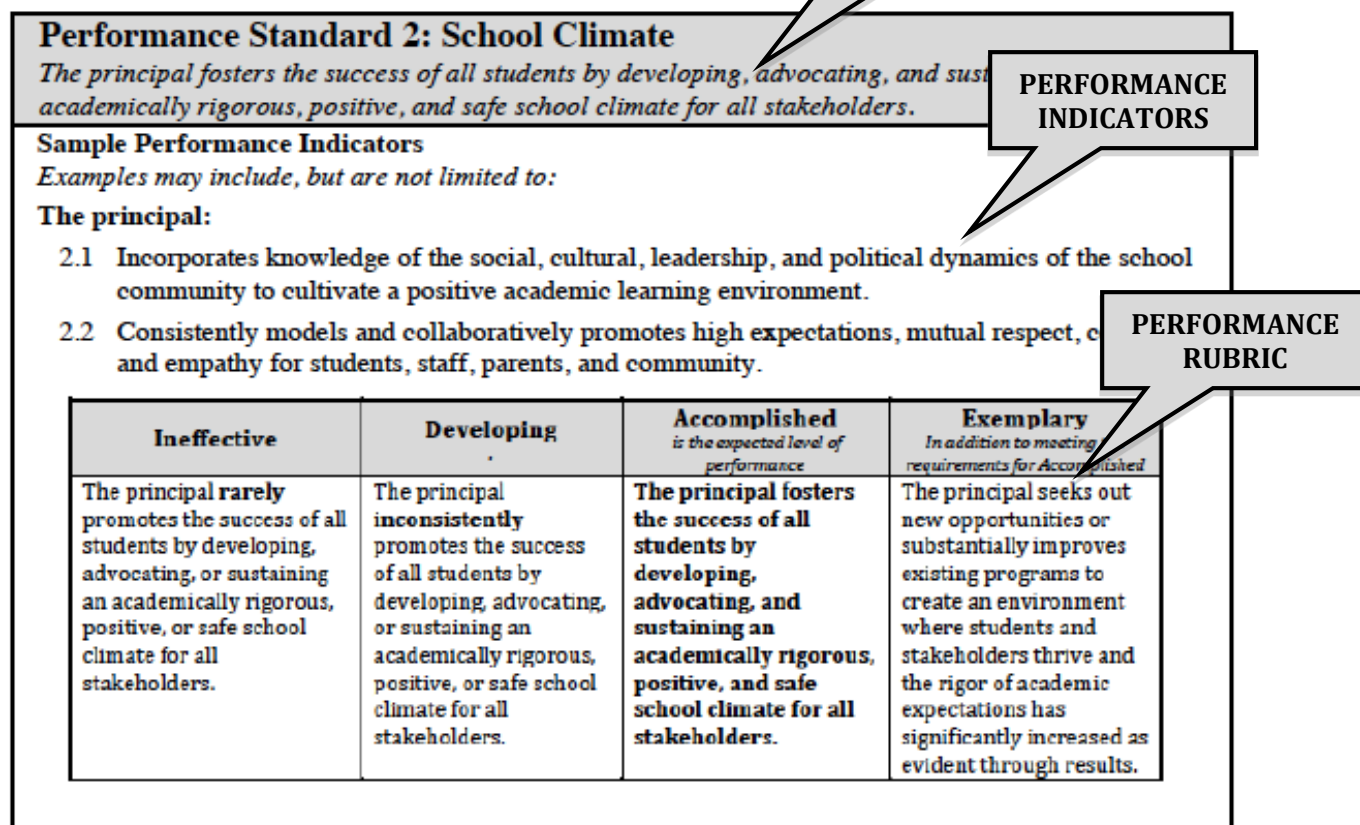 Performance Standard 2: School Climate
The principal fosters the success of all students by developing, advocating, and sust
academically rigorous, positive, and safe school climate for all stakeholders.
PERFORMANCE
INDICATORS
Sample Performance Indicators
Examples may include, but are not limited to:
The principal:
2.1 Incorporates knowledge of the social, cultural, leadership, and political dynamics of the school
community to cultivate a positive academic learning environment.
2.2 Consistently models and collaboratively promotes high expectations, mutual respect,
and empathy for students, staff, parents, and community.
PERFORMANCE
RUBRIC
Ineffective
The principal rarely
promotes the success of all
students by developing,
advocating, or sustaining
an academically rigorous,
positive, or safe school
climate for all
stakeholders.
Developing
.
The principal
inconsistently
promotes the success
of all students by
developing, advocating,
or sustaining an
academically rigorous,
positive, or safe school
climate for all
stakeholders.
Accomplished
is the expected level of
performance
The principal fosters
the success of all
students by
developing,
advocating, and
sustaining an
academically rigorous,
positive, and safe
school climate for all
stakeholders.
Exemplary
In addition to meeting
requirements for Accomplished
The principal seeks out
new opportunities or
substantially improves
existing programs to
create an environment
where students and
stakeholders thrive and
the rigor of academic
expectations has
significantly increased as
evident through results.